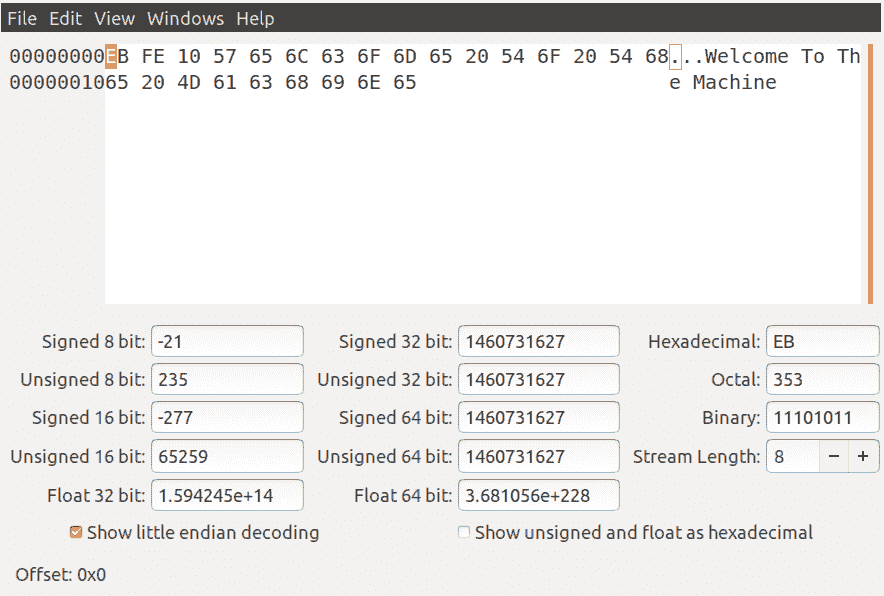 File Edit View Windows Help
00000000EB FE 10 57 65 6C 63 6F 6D 65 20 54 6F 20 54 68...Welcome To Th
0000001065 20 4D 61 63 68 69 6E 65 e Machine
Signed 8 bit: -21 Signed 32 bit: 1460731627 Hexadecimal: EB
Unsigned 8 bit: 235 Unsigned 32 bit: 1460731627 Octal: 353
Signed 16 bit: -277 Signed 64 bit: 1460731627 Binary: 11101011
Unsigned 16 bit: 65259 Unsigned 64 bit: 1460731627 Stream Length: 8 − +
Float 32 bit: 1.594245e+14 Float 64 bit: 3.681056e+228
Show little endian decoding Show unsigned and float as hexadecimal
Offset: 0x0